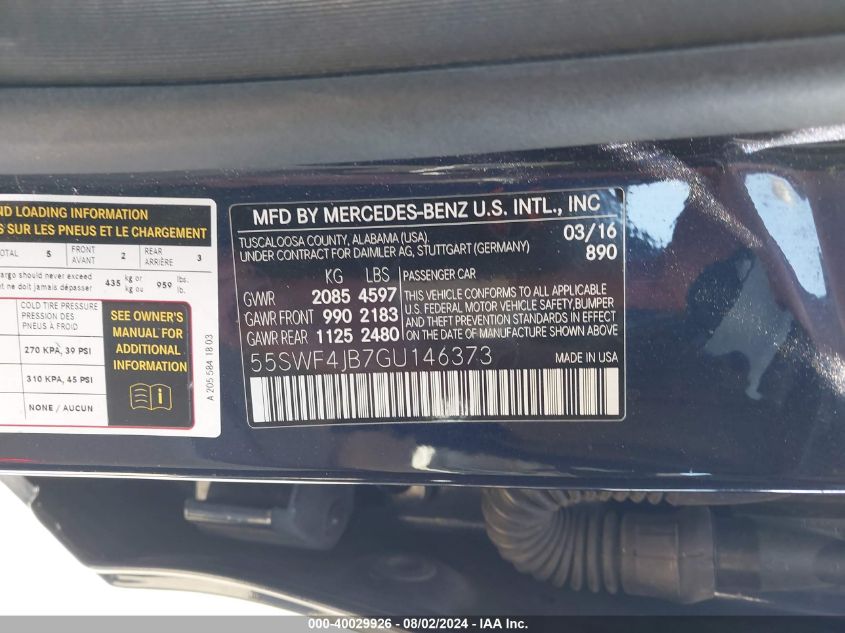 ND LOADING INFORMATION
S SUR LES PNEUS ET LE CHARGEMENT
TOTAL 5 FRONT AVANT 2 REAR ARRIÈRE 3
argo should never exceed
t ne doit jamais dépasser 435 kg or kg ou 959 lbs. lb.
COLD TIRE PRESSURE
PRESSION DES
PNEUS À FROID
270 KPA, 39 PSI
310 KPA, 45 PSI
NONE / AUCUN
SEE OWNER'S
MANUAL FOR
ADDITIONAL
INFORMATION
A 205 584 18 03
MFD BY MERCEDES-BENZ U.S. INTL., INC
TUSCALOOSA COUNTY, ALABAMA (USA). 03/16
UNDER CONTRACT FOR DAIMLER AG, STUTTGART (GERMANY) 890
KG LBS
GVWR 2085 4597
GAWR FRONT 990 2183
GAWR REAR 1125 2480
PASSENGER CAR
THIS VEHICLE CONFORMS TO ALL APPLICABLE
U.S. FEDERAL MOTOR VEHICLE SAFETY, BUMPER
AND THEFT PREVENTION STANDARDS IN EFFECT
ON THE DATE OF MANUFACTURE SHOWN ABOVE.
55SWF4JB7GU146373 MADE IN USA
000-40029926 - 08/02/2024 - IAA Inc.